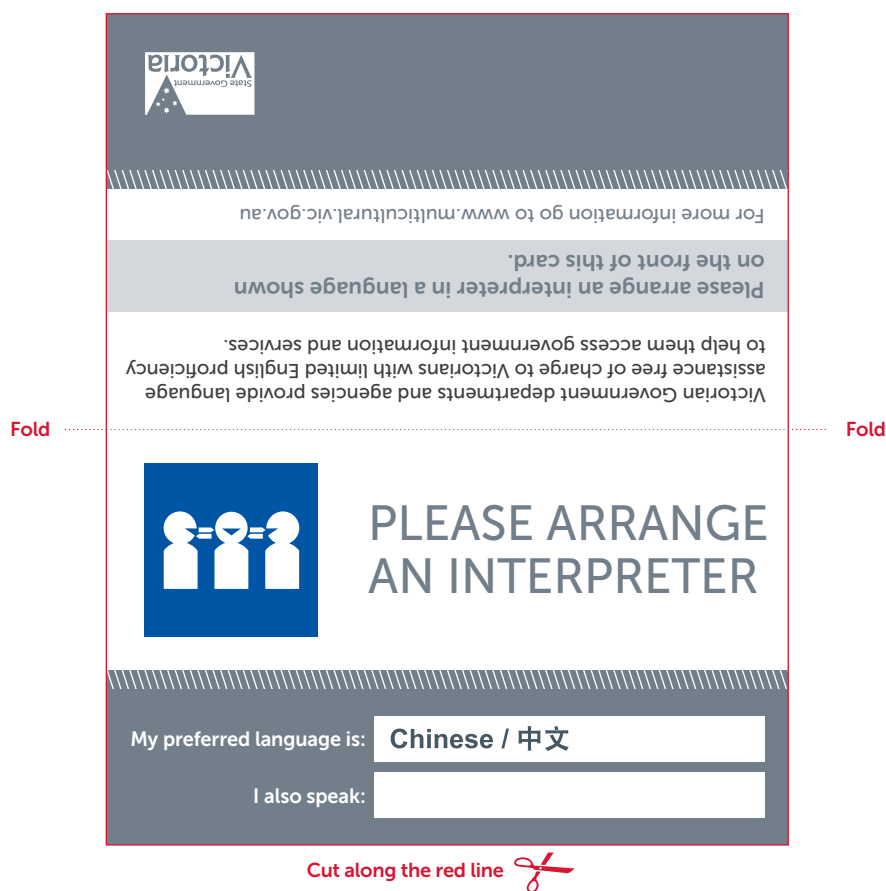 Victoria
State Government
For more information go to www.multicultural.vic.gov.au
Please arrange an interpreter in a language shown
on the front of this card.
Victorian Government departments and agencies provide language
assistance free of charge to Victorians with limited English proficiency
to help them access government information and services.
Fold
Fold
PLEASE ARRANGE
AN INTERPRETER
My preferred language is: Chinese / 中文
I also speak:
Cut along the red line